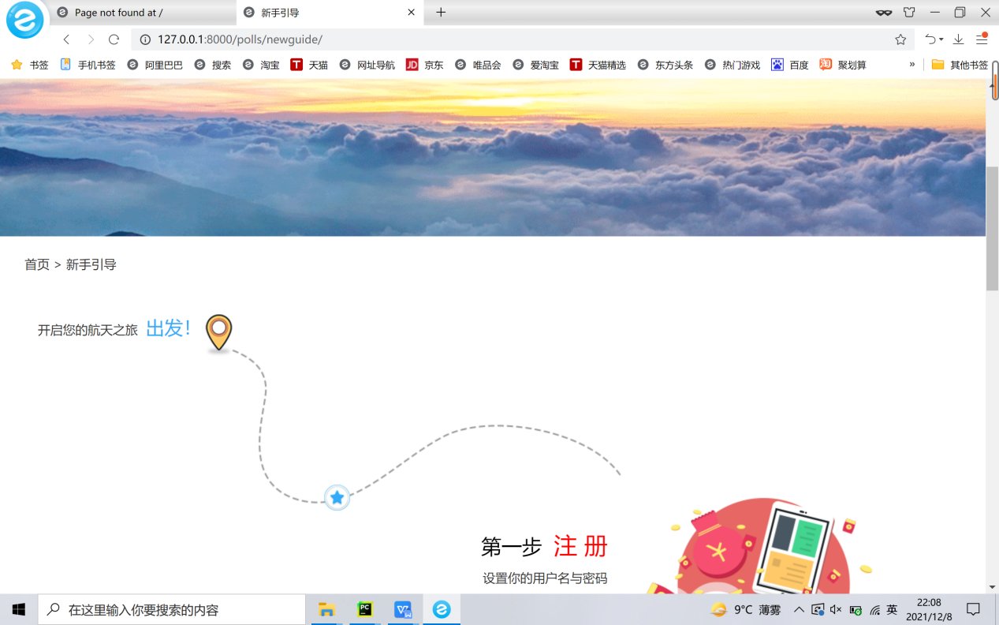 Page not found at /
新手引导
127.0.0.1:8000/polls/newguide/
书签 手机书签 阿里巴巴 搜索 淘宝 T 天猫 网址导航 JD 京东 唯品会 爱淘宝 T 天猫精选 东方头条 热门游戏 百度 淘 聚划算 » 其他书签
首页 > 新手引导
开启您的航天之旅 出发！
第一步 注 册
设置你的用户名与密码
在这里输入你要搜索的内容
PC
9°C 薄雾
英
22:08
2021/12/8